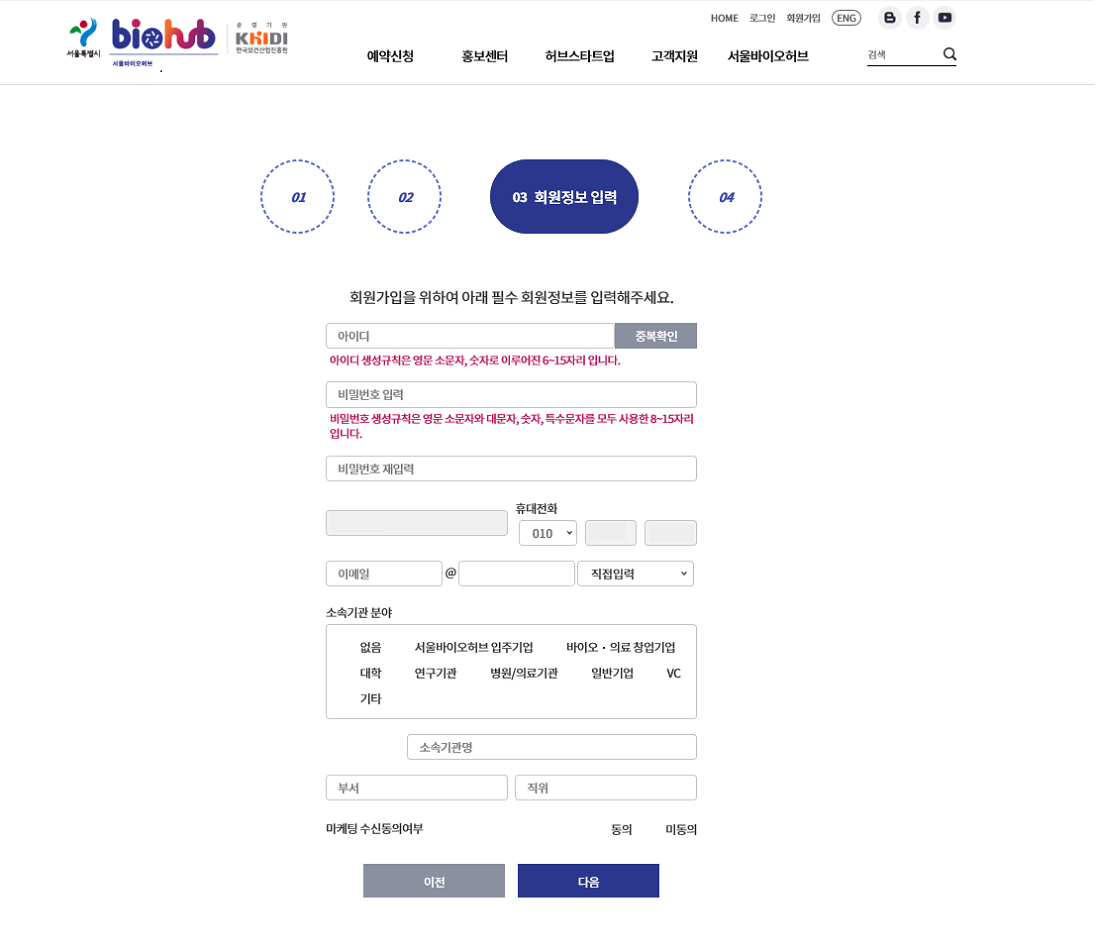 HOME 로그인 회원가입 ENG
서울특별시 biohub 서울바이오허브 운영기관 KHIDI 한국보건산업진흥원
예약신청 홍보센터 허브스타트업 고객지원 서울바이오허브 검색
01 02 03 회원정보 입력 04
회원가입을 위하여 아래 필수 회원정보를 입력해주세요.
아이디 중복확인
아이디 생성규칙은 영문 소문자, 숫자로 이루어진 6~15자리 입니다.
비밀번호 입력
비밀번호 생성규칙은 영문 소문자와 대문자, 숫자, 특수문자를 모두 사용한 8~15자리
입니다.
비밀번호 재입력
휴대전화
010
이메일 @ 직접입력
소속기관 분야
없음 서울바이오허브 입주기업 바이오・의료 창업기업
대학 연구기관 병원/의료기관 일반기업 VC
기타
소속기관명
부서 직위
마케팅 수신동의여부 동의 미동의
이전 다음